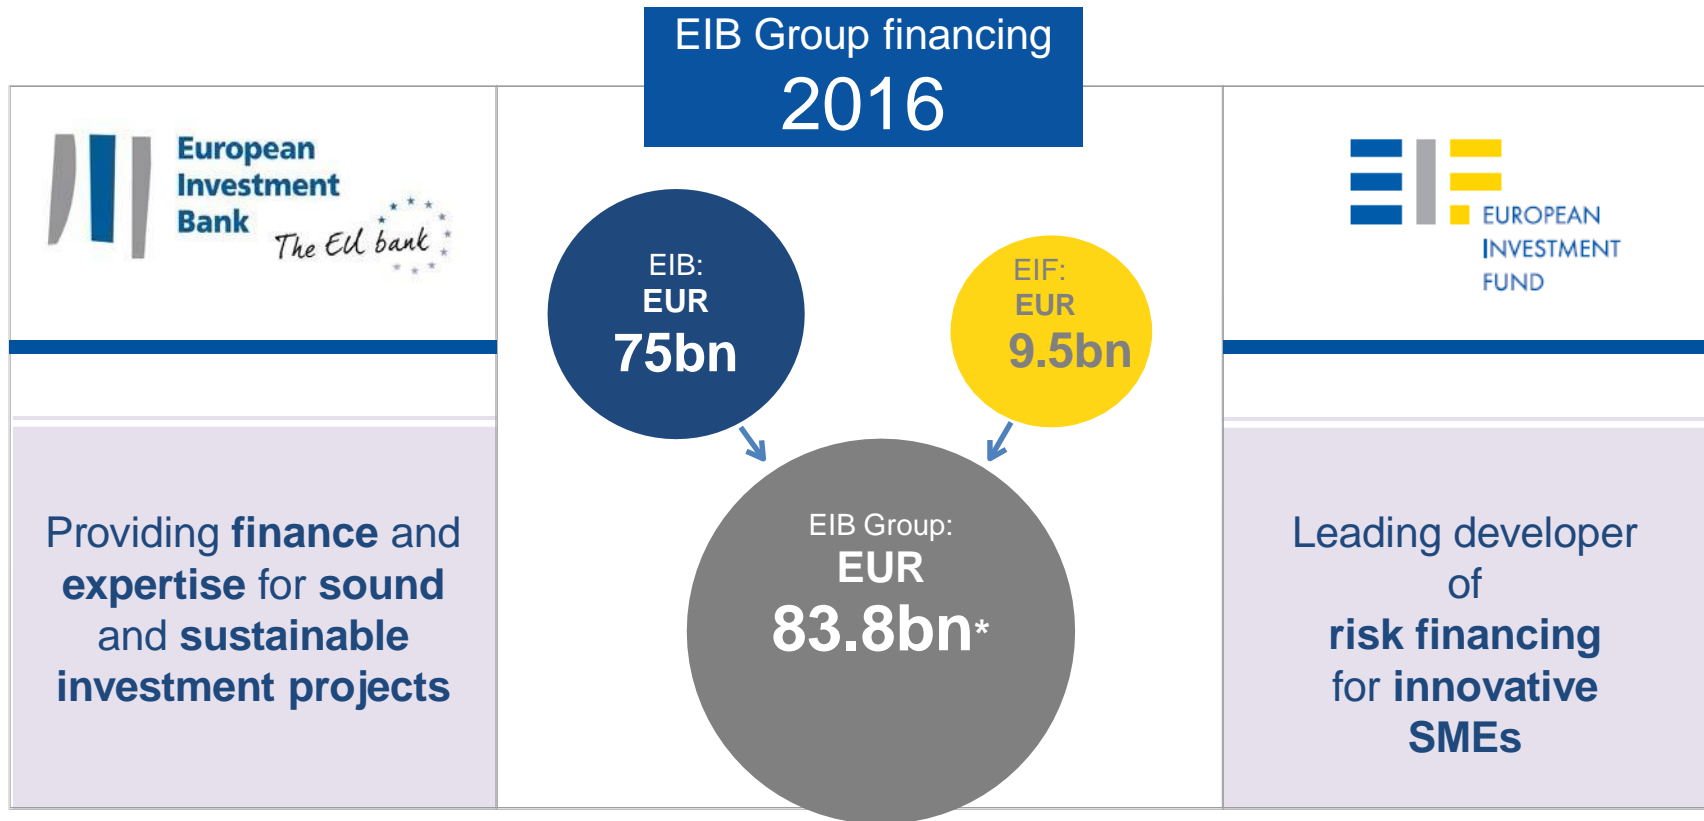 EIB Group financing
2016
European
Investment
Bank
The EU bank
EIB:
EUR
75bn
EIF:
EUR
9.5bn
EUROPEAN
INVESTMENT
FUND
EIB Group:
EUR
83.8bn*
Providing finance and
expertise for sound
and sustainable
investment projects
Leading developer
of
risk financing
for innovative
SMEs